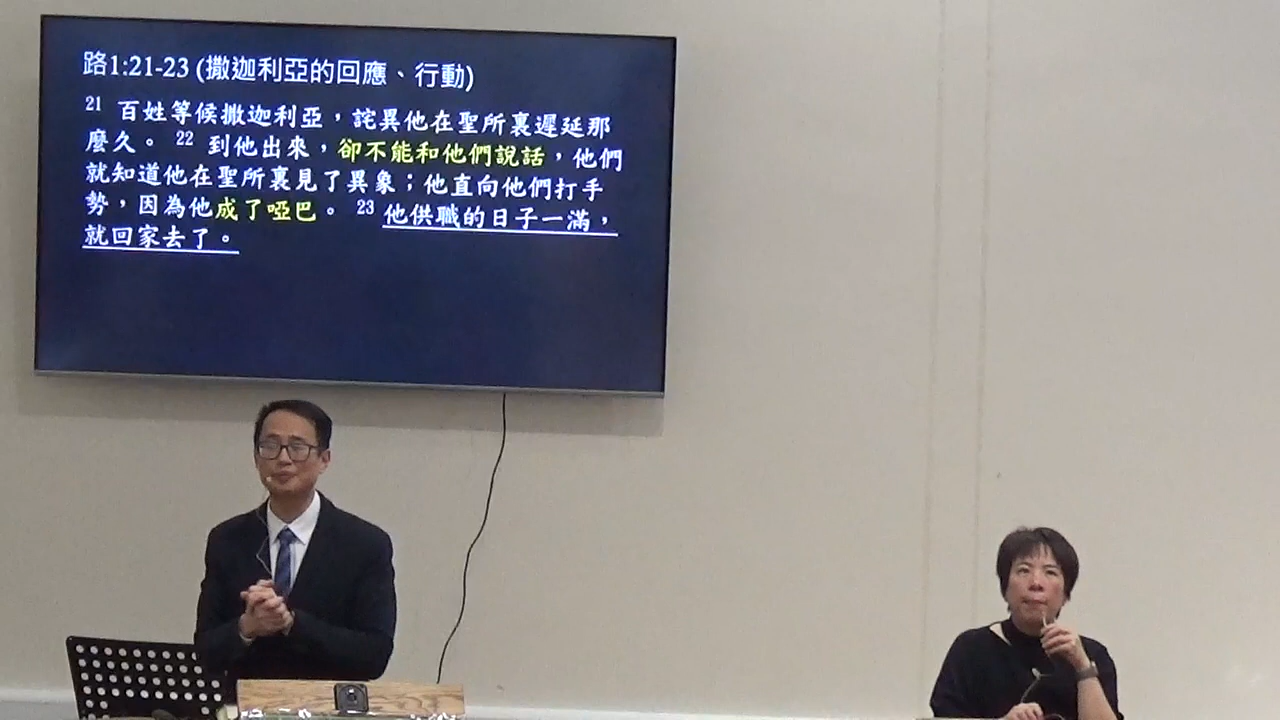 路1:21-23 (撒迦利亞的回應、行動)
21 百姓等候撒迦利亞，詫異他在聖所裏遲延那
麼久。 22 到他出來，卻不能和他們說話，他們
就知道他在聖所裏見了異象；他直向他們打手
勢，因為他成了啞巴。 23 他供職的日子一滿，
就回家去了。